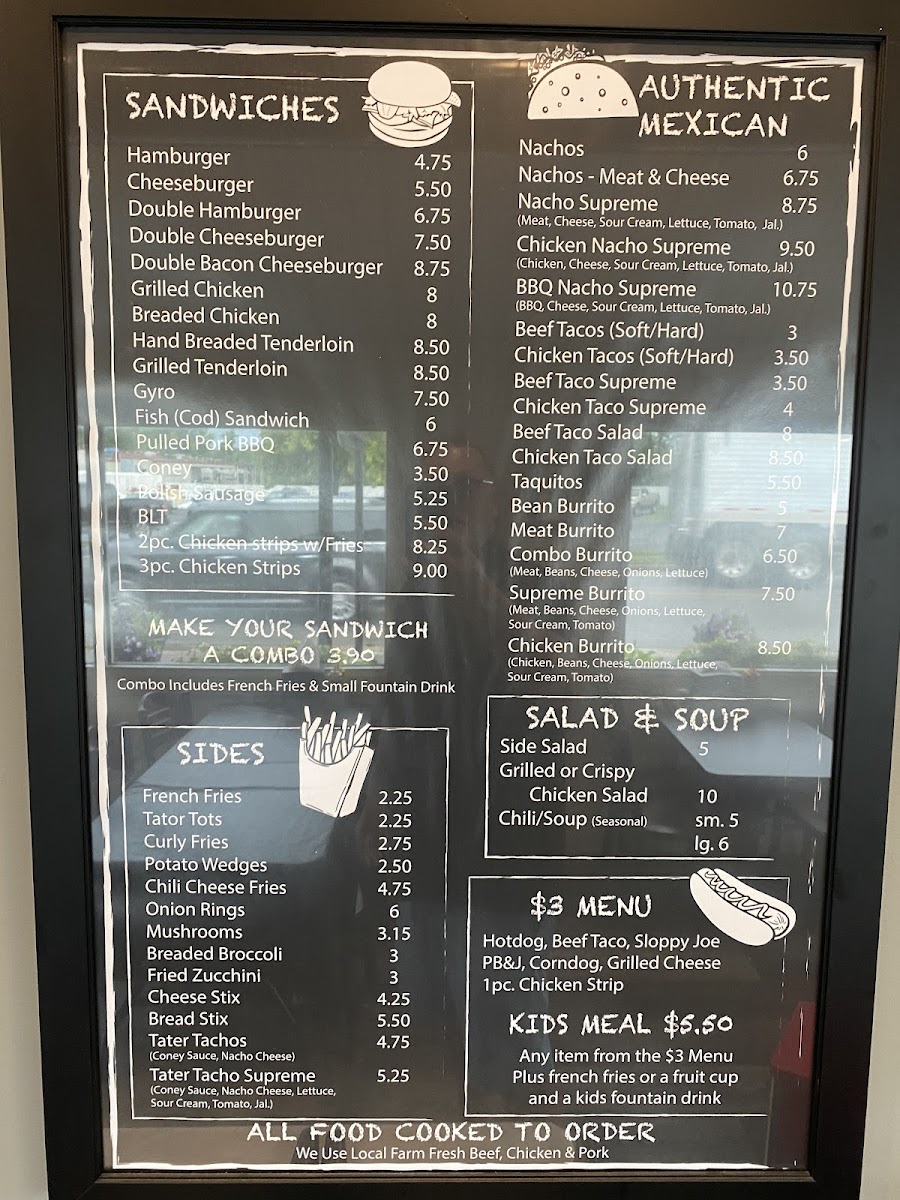 SANDWICHES
Hamburger 4.75
Cheeseburger 5.50
Double Hamburger 6.75
Double Cheeseburger 7.50
Double Bacon Cheeseburger 8.75
Grilled Chicken 8
Breaded Chicken 8
Hand Breaded Tenderloin 8.50
Grilled Tenderloin 8.50
Gyro 7.50
Fish (Cod) Sandwich 6
Pulled Pork BBQ 6.75
Coney 3.50
Polish Sausage 5.25
BLT 5.50
2pc. Chicken strips w/Fries 8.25
3pc. Chicken Strips 9.00
MAKE YOUR SANDWICH
A COMBO 3.90
Combo Includes French Fries & Small Fountain Drink
SIDES
French Fries 2.25
Tator Tots 2.25
Curly Fries 2.75
Potato Wedges 2.50
Chili Cheese Fries 4.75
Onion Rings 6
Mushrooms 3.15
Breaded Broccoli 3
Fried Zucchini 3
Cheese Stix 4.25
Bread Stix 5.50
Tater Tachos 4.75
(Coney Sauce, Nacho Cheese)
Tater Tacho Supreme 5.25
(Coney Sauce, Nacho Cheese, Lettuce,
Sour Cream, Tomato, Jal.)
AUTHENTIC
MEXICAN
Nachos 6
Nachos - Meat & Cheese 6.75
Nacho Supreme 8.75
(Meat, Cheese, Sour Cream, Lettuce, Tomato, Jal.)
Chicken Nacho Supreme 9.50
(Chicken, Cheese, Sour Cream, Lettuce, Tomato, Jal.)
BBQ Nacho Supreme 10.75
(BBQ, Cheese, Sour Cream, Lettuce, Tomato, Jal.)
Beef Tacos (Soft/Hard) 3
Chicken Tacos (Soft/Hard) 3.50
Beef Taco Supreme 3.50
Chicken Taco Supreme 4
Beef Taco Salad 8
Chicken Taco Salad 8.50
Taquitos 5.50
Bean Burrito 5
Meat Burrito 7
Combo Burrito 6.50
(Meat, Beans, Cheese, Onions, Lettuce)
Supreme Burrito 7.50
(Meat, Beans, Cheese, Onions, Lettuce,
Sour Cream, Tomato)
Chicken Burrito 8.50
(Chicken, Beans, Cheese, Onions, Lettuce,
Sour Cream, Tomato)
SALAD & SOUP
Side Salad 5
Grilled or Crispy
Chicken Salad 10
Chili/Soup (Seasonal) sm. 5
lg. 6
$3 MENU
Hotdog, Beef Taco, Sloppy Joe
PB&J, Corndog, Grilled Cheese
1pc. Chicken Strip
KIDS MEAL $5.50
Any item from the $3 Menu
Plus french fries or a fruit cup
and a kids fountain drink
ALL FOOD COOKED TO ORDER
We Use Local Farm Fresh Beef, Chicken & Pork